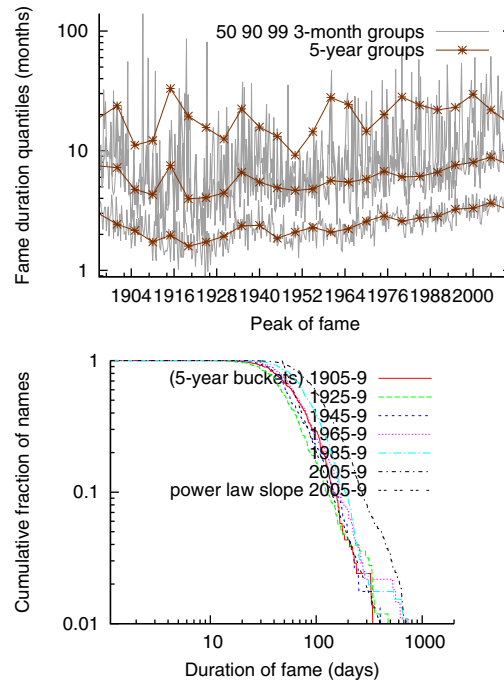 Fame duration quantiles (months)
100
10
1
50 90 99 3-month groups
5-year groups
1904 1916 1928 1940 1952 1964 1976 1988 2000
Peak of fame
Cumulative fraction of names
1
0.1
0.01
(5-year buckets) 1905-9
1925-9
1945-9
1965-9
1985-9
2005-9
power law slope 2005-9
10 100 1000
Duration of fame (days)